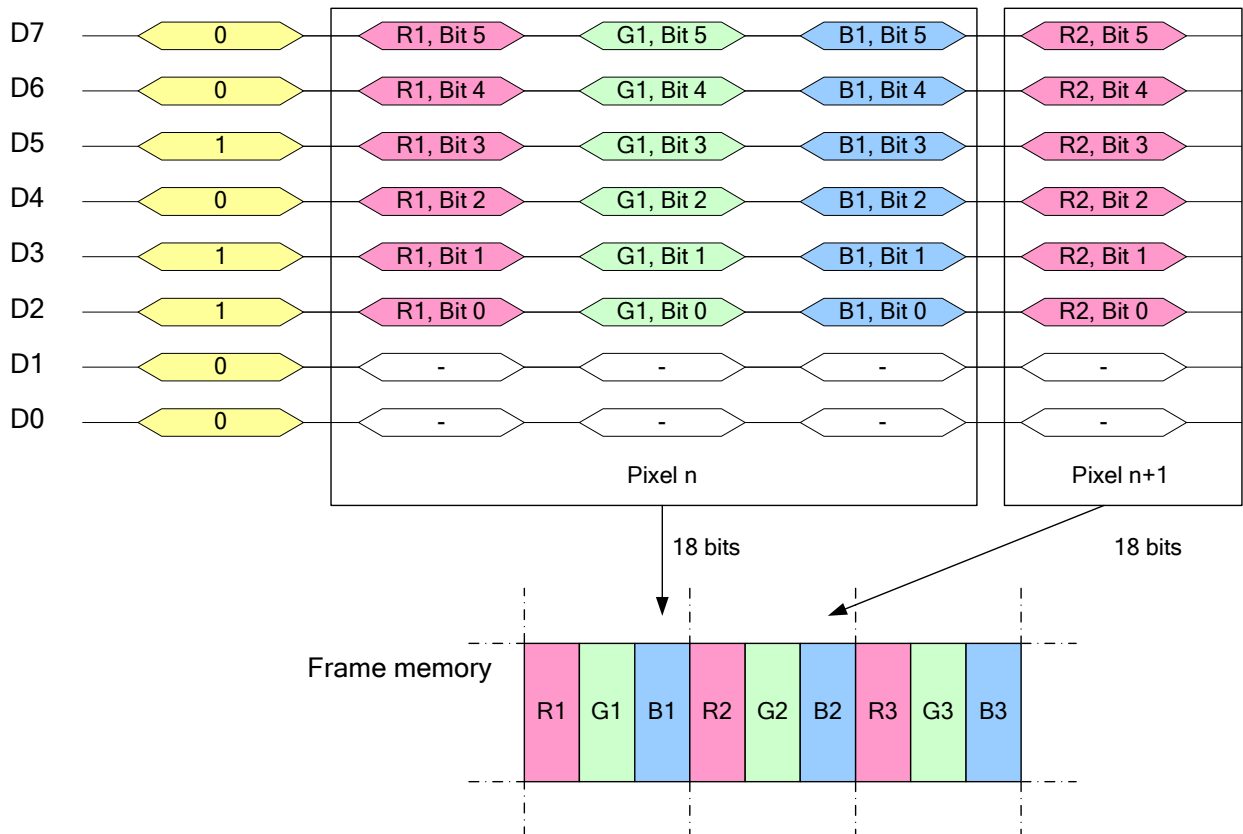 D7 0 R1, Bit 5 G1, Bit 5 B1, Bit 5 R2, Bit 5
D6 0 R1, Bit 4 G1, Bit 4 B1, Bit 4 R2, Bit 4
D5 1 R1, Bit 3 G1, Bit 3 B1, Bit 3 R2, Bit 3
D4 0 R1, Bit 2 G1, Bit 2 B1, Bit 2 R2, Bit 2
D3 1 R1, Bit 1 G1, Bit 1 B1, Bit 1 R2, Bit 1
D2 1 R1, Bit 0 G1, Bit 0 B1, Bit 0 R2, Bit 0
D1 0 - - - -
D0 0 - - - -
Pixel n Pixel n+1
18 bits 18 bits
Frame memory
R1 G1 B1 R2 G2 B2 R3 G3 B3